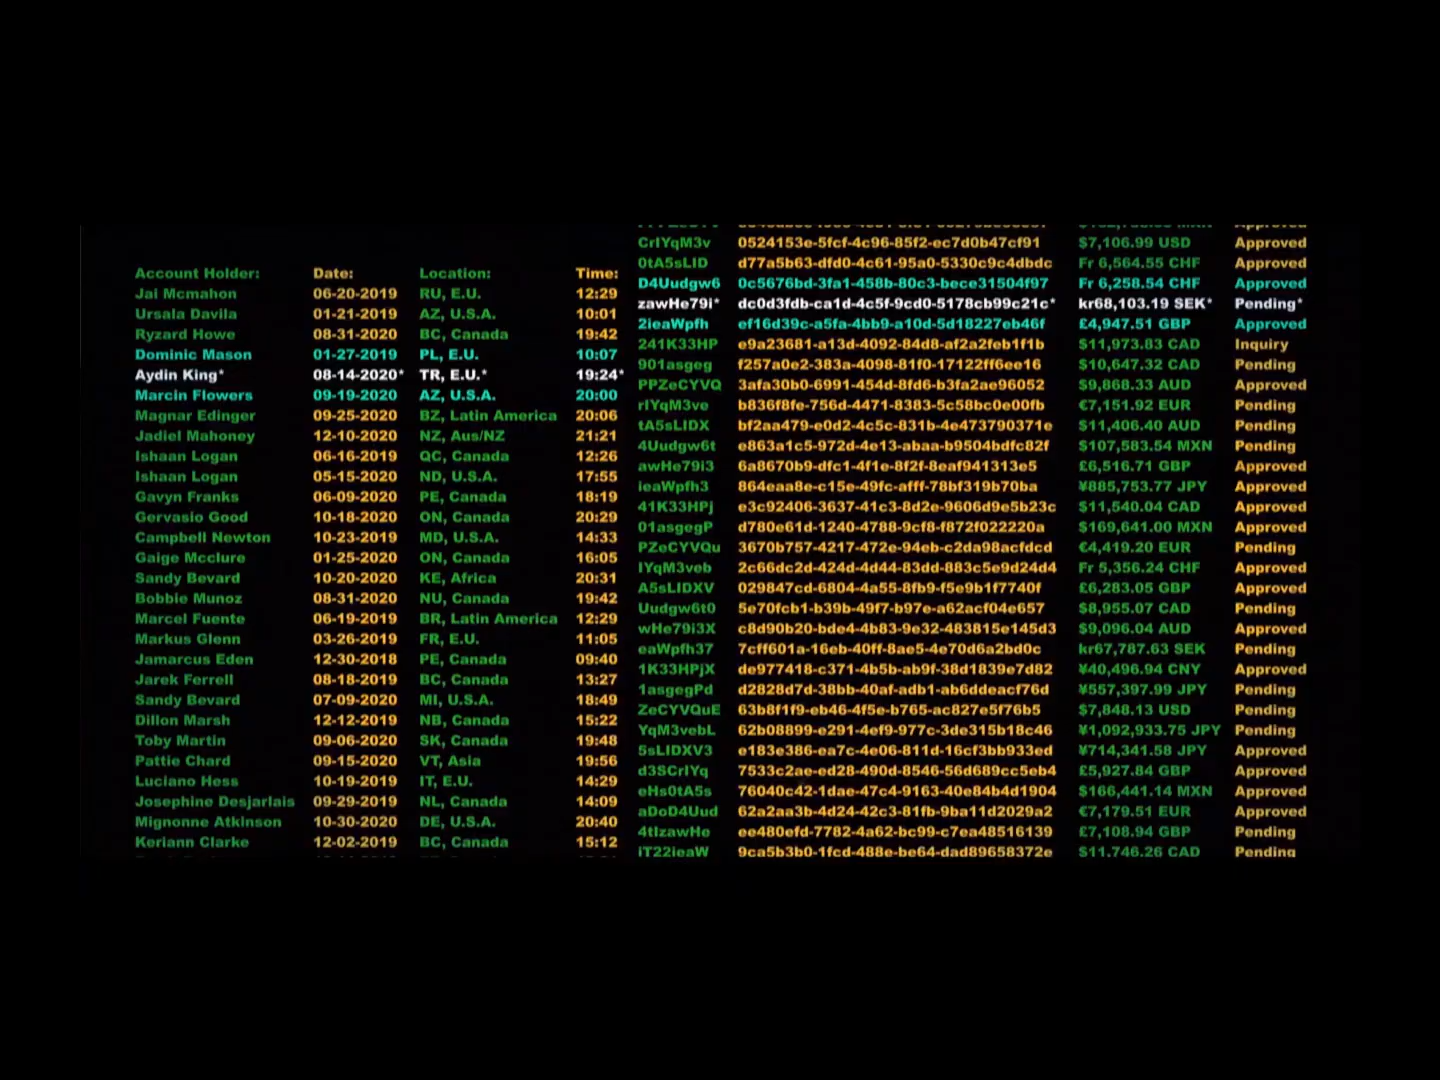 Account Holder: Date: Location: Time:
Jai Mcmahon 06-20-2019 RU, E.U. 12:29
Ursala Davila 01-21-2019 AZ, U.S.A. 10:01
Ryzard Howe 08-31-2020 BC, Canada 19:42
Dominic Mason 01-27-2019 PL, E.U. 10:07
Aydin King* 08-14-2020* TR, E.U.* 19:24*
Marcin Flowers 09-19-2020 AZ, U.S.A. 20:00
Magnar Edinger 09-25-2020 BZ, Latin America 20:06
Jadiel Mahoney 12-10-2020 NZ, Aus/NZ 21:21
Ishaan Logan 06-16-2019 QC, Canada 12:26
Ishaan Logan 05-15-2020 ND, U.S.A. 17:55
Gavyn Franks 06-09-2020 PE, Canada 18:19
Gervasio Good 10-18-2020 ON, Canada 20:29
Campbell Newton 10-23-2019 MD, U.S.A. 14:33
Gaige Mcclure 01-25-2020 ON, Canada 16:05
Sandy Bevard 10-20-2020 KE, Africa 20:31
Bobbie Munoz 08-31-2020 NU, Canada 19:42
Marcel Fuente 06-19-2019 BR, Latin America 12:29
Markus Glenn 03-26-2019 FR, E.U. 11:05
Jamarcus Eden 12-30-2018 PE, Canada 09:40
Jarek Ferrell 08-18-2019 BC, Canada 13:27
Sandy Bevard 07-09-2020 MI, U.S.A. 18:49
Dillon Marsh 12-12-2019 NB, Canada 15:22
Toby Martin 09-06-2020 SK, Canada 19:48
Pattie Chard 09-15-2020 VT, Asia 19:56
Luciano Hess 10-19-2019 IT, E.U. 14:29
Josephine Desjarlais 09-29-2019 NL, Canada 14:09
Mignonne Atkinson 10-30-2020 DE, U.S.A. 20:40
Keriann Clarke 12-02-2019 BC, Canada 15:12
CrIYqM3v 0524153e-5fcf-4c96-85f2-ec7d0b47cf91 $7,106.99 USD Approved
0tA5sLID d77a5b63-dfd0-4c61-95a0-5330c9c4dbdc Fr 6,564.55 CHF Approved
D4Uudgw6 0c5676bd-3fa1-458b-80c3-bece31504f97 Fr 6,258.54 CHF Approved
zawHe79i* dc0d3fdb-ca1d-4c5f-9cd0-5178cb99c21c* kr68,103.19 SEK* Pending*
2ieaWpfh ef16d39c-a5fa-4bb9-a10d-5d18227eb46f £4,947.51 GBP Approved
241K33HP e9a23681-a13d-4092-84d8-af2a2feb1f1b $11,973.83 CAD Inquiry
901asgeg f257a0e2-383a-4098-81f0-17122ff6ee16 $10,647.32 CAD Pending
PPZeCYVQ 3afa30b0-6991-454d-8fd6-b3fa2ae96052 $9,868.33 AUD Approved
rIYqM3ve b836f8fe-756d-4471-8383-5c58bc0e00fb €7,151.92 EUR Pending
tA5sLIDX bf2aa479-e0d2-4c5c-831b-4e473790371e $11,406.40 AUD Pending
4Uudgw6t e863a1c5-972d-4e13-abaa-b9504bdfc82f $107,583.54 MXN Pending
awHe79i3 6a8670b9-dfc1-4f1e-8f2f-8eaf941313e5 £6,516.71 GBP Approved
ieaWpfh3 864eaa8e-c15e-49fc-afff-78bf319b70ba ¥885,753.77 JPY Approved
41K33HPj e3c92406-3637-41c3-8d2e-9606d9e5b23c $11,540.04 CAD Approved
01asgegP d780e61d-1240-4788-9cf8-f872f022220a $169,641.00 MXN Approved
PZeCYVQu 3670b757-4217-472e-94eb-c2da98acfdcd €4,419.20 EUR Pending
IYqM3veb 2c66dc2d-424d-4d44-83dd-883c5e9d24d4 Fr 5,356.24 CHF Approved
A5sLIDXV 029847cd-6804-4a55-8fb9-f5e9b1f7740f £6,283.05 GBP Approved
Uudgw6t0 5e70fcb1-b39b-49f7-b97e-a62acf04e657 $8,955.07 CAD Pending
wHe79i3X c8d90b20-bde4-4b83-9e32-483815e145d3 $9,096.04 AUD Approved
eaWpfh37 7cff601a-16eb-40ff-8ae5-4e70d6a2bd0c kr67,787.63 SEK Pending
1K33HPjX de977418-c371-4b5b-ab9f-38d1839e7d82 ¥40,496.94 CNY Approved
1asgegPd d2828d7d-38bb-40af-adb1-ab6ddeacf76d ¥557,397.99 JPY Pending
ZeCYVQuE 63b8f1f9-eb46-4f5e-b765-ac827e5f76b5 $7,848.13 USD Pending
YqM3vebL 62b08899-e291-4ef9-977c-3de315b18c46 ¥1,092,933.75 JPY Pending
5sLIDXV3 e183e386-ea7c-4e06-811d-16cf3bb933ed ¥714,341.58 JPY Approved
d3SCrIYq 7533c2ae-ed28-490d-8546-56d689cc5eb4 £5,927.84 GBP Approved
eHs0tA5s 76040c42-1dae-47c4-9163-40e84b4d1904 $166,441.14 MXN Approved
aDoD4Uud 62a2aa3b-4d24-42c3-81fb-9ba11d2029a2 €7,179.51 EUR Approved
4tIzawHe ee480efd-7782-4a62-bc99-c7ea48516139 £7,108.94 GBP Pending
iT22ieaW 9ca5b3b0-1fcd-488e-be64-dad89658372e $11,746.26 CAD Pending